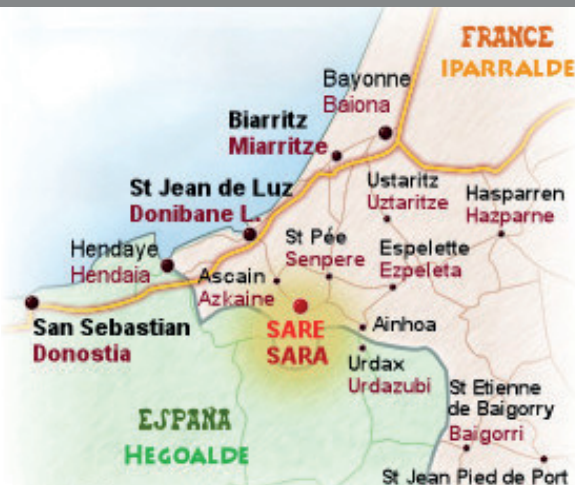 FRANCE
IPARRALDE
Bayonne
Baiona
Biarritz
Miarritze
Ustaritz
Uztaritze
Hasparren
Hazparne
St Jean de Luz
Donibane L.
St Pée
Senpere
Espelette
Ezpeleta
Hendaye
Hendaia
Ascain
Azkaine
San Sebastian
Donostia
SARE
SARA
Ainhoa
Urdax
Urdazubi
St Etienne
de Baigorry
Baigorri
ESPAÑA
HEGOALDE
St Jean Pied de Port